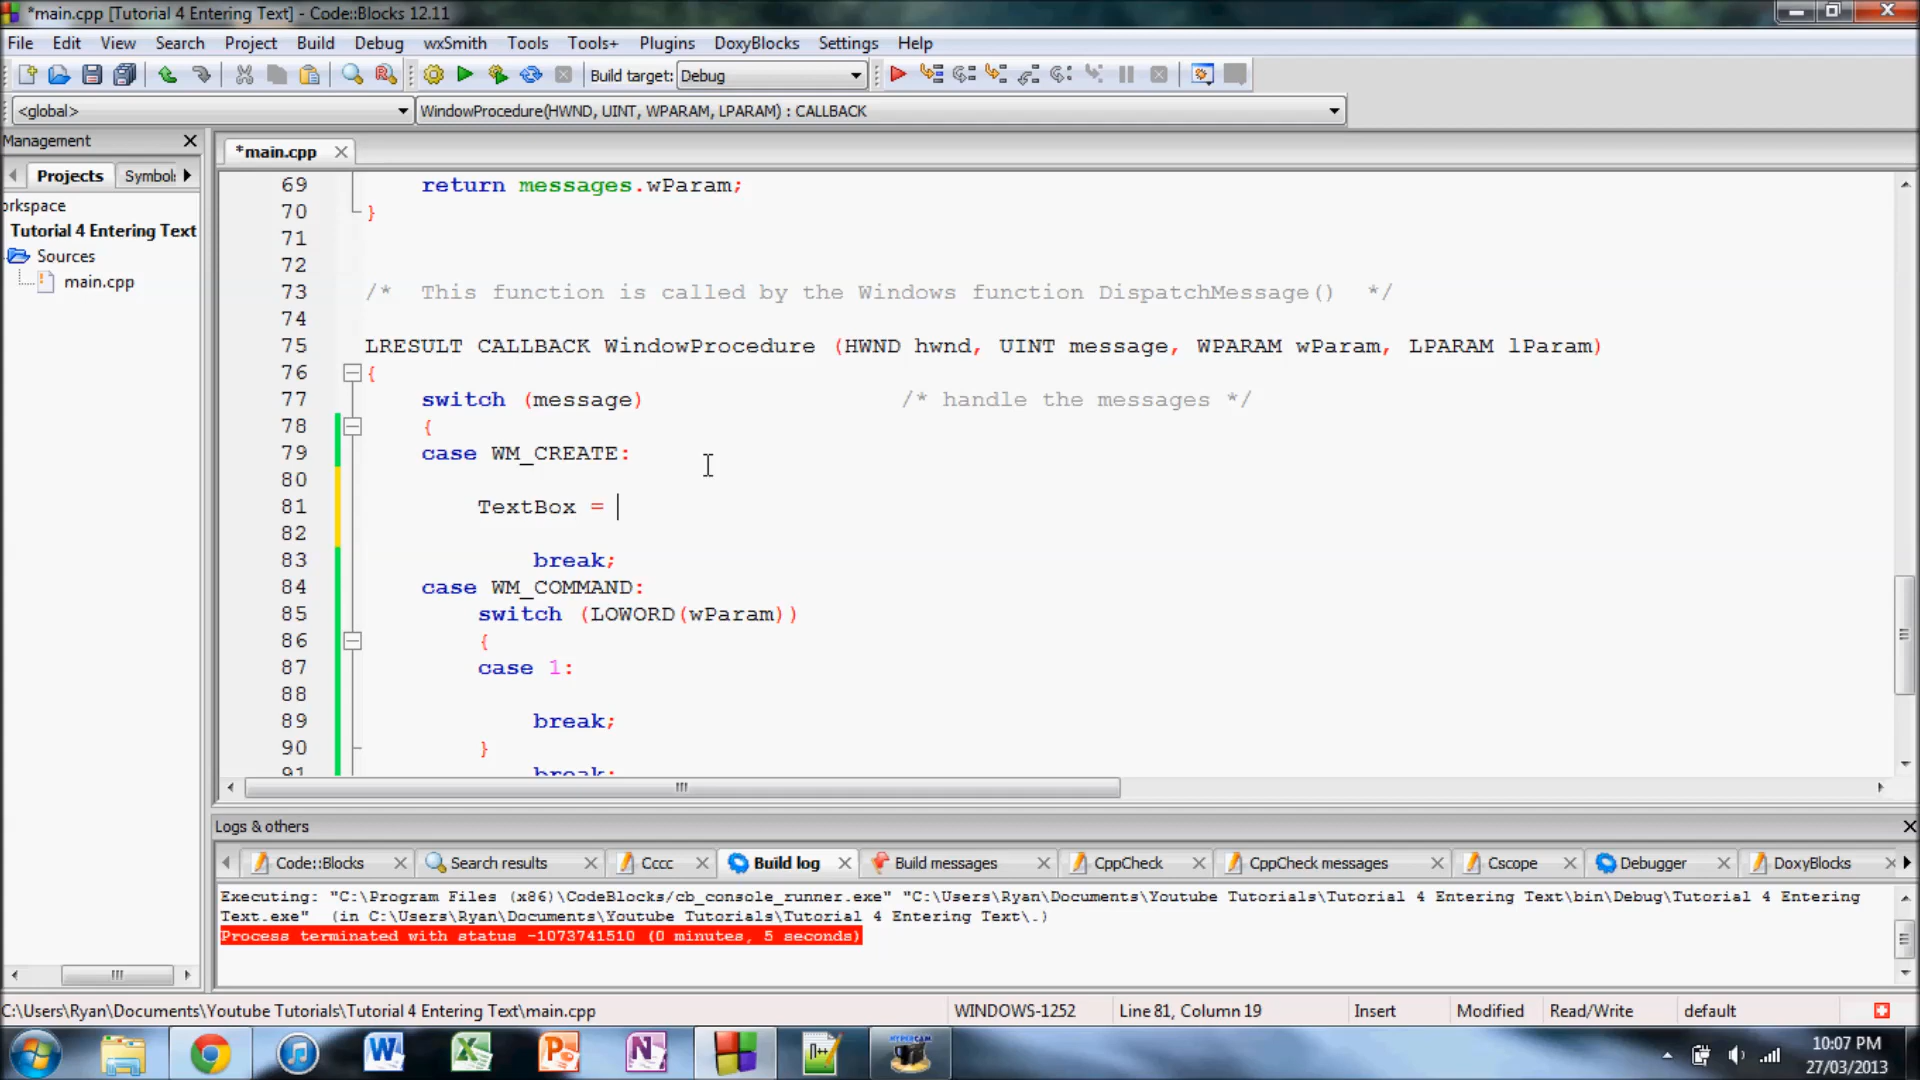 *main.cpp [Tutorial 4 Entering Text] - Code::Blocks 12.11
File Edit View Search Project Build Debug wxSmith Tools Tools+ Plugins DoxyBlocks Settings Help
Build target: Debug
<global> WindowProcedure(HWND, UINT, WPARAM, LPARAM) : CALLBACK
Management
*main.cpp
Projects Symbol:
orkspace
Tutorial 4 Entering Text
Sources
main.cpp
69 return messages.wParam;
70 }
71
72
73 /* This function is called by the Windows function DispatchMessage() */
74
75 LRESULT CALLBACK WindowProcedure (HWND hwnd, UINT message, WPARAM wParam, LPARAM lParam)
76 {
77 switch (message) /* handle the messages */
78 {
79 case WM_CREATE:
80
81 TextBox =
82
83 break;
84 case WM_COMMAND:
85 switch (LOWORD(wParam))
86 {
87 case 1:
88
89 break;
90 }
91 break;
Logs & others
Code::Blocks Search results Cccc Build log Build messages CppCheck CppCheck messages Cscope Debugger DoxyBlocks
Executing: "C:\Program Files (x86)\CodeBlocks/cb_console_runner.exe" "C:\Users\Ryan\Documents\Youtube Tutorials\Tutorial 4 Entering Text\bin\Debug\Tutorial 4 Entering
Text.exe" (in C:\Users\Ryan\Documents\Youtube Tutorials\Tutorial 4 Entering Text\.)
Process terminated with status -1073741510 (0 minutes, 5 seconds)
C:\Users\Ryan\Documents\Youtube Tutorials\Tutorial 4 Entering Text\main.cpp WINDOWS-1252 Line 81, Column 19 Insert Modified Read/Write default
HYPERCAM
10:07 PM
27/03/2013